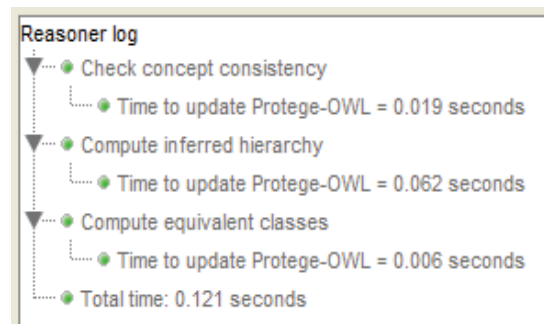 Reasoner log
Check concept consistency
Time to update Protege-OWL = 0.019 seconds
Compute inferred hierarchy
Time to update Protege-OWL = 0.062 seconds
Compute equivalent classes
Time to update Protege-OWL = 0.006 seconds
Total time: 0.121 seconds